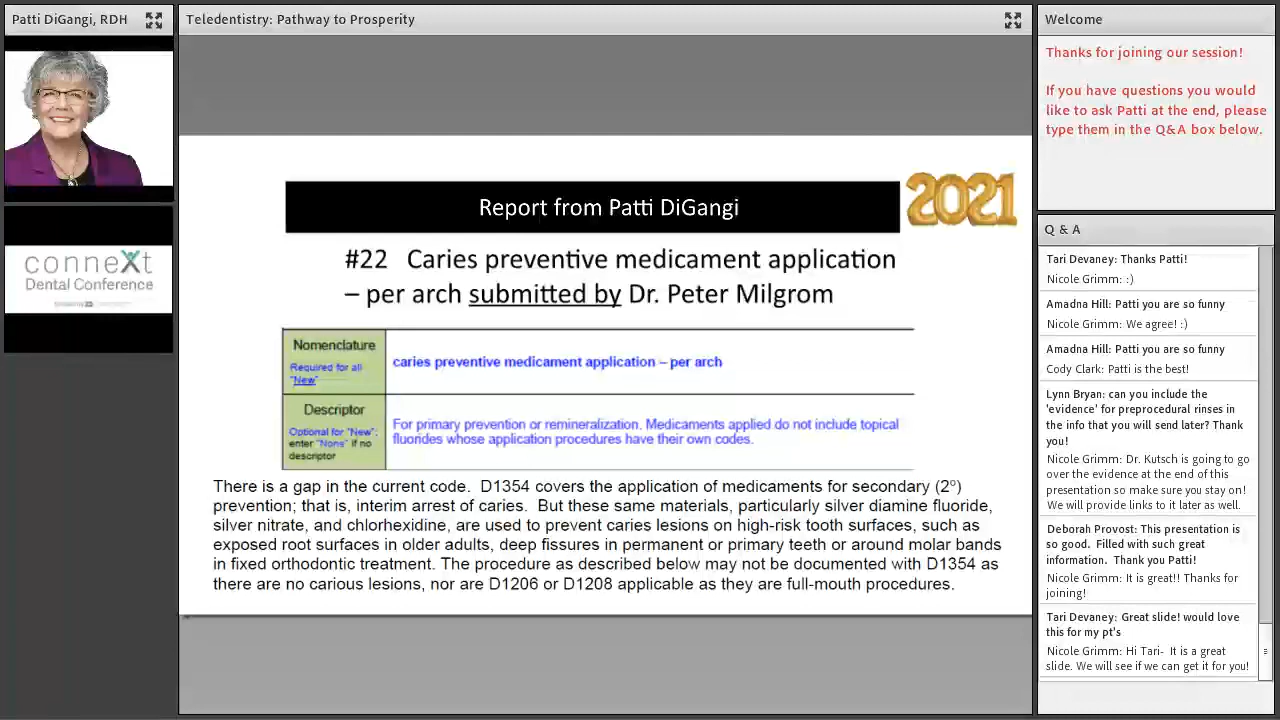 Patti DiGangi, RDH
Teledentistry: Pathway to Prosperity
Welcome
Thanks for joining our session!
If you have questions you would
like to ask Patti at the end, please
type them in the Q&A box below.
conneXt
Dental Conference
Report from Patti DiGangi
2021
#22 Caries preventive medicament application
– per arch submitted by Dr. Peter Milgrom
Nomenclature
Required for all
"New"
caries preventive medicament application – per arch
Descriptor
Optional for "New";
enter "None" if no
descriptor
For primary prevention or remineralization. Medicaments applied do not include topical
fluorides whose application procedures have their own codes.
There is a gap in the current code. D1354 covers the application of medicaments for secondary (2º)
prevention; that is, interim arrest of caries. But these same materials, particularly silver diamine fluoride,
silver nitrate, and chlorhexidine, are used to prevent caries lesions on high-risk tooth surfaces, such as
exposed root surfaces in older adults, deep fissures in permanent or primary teeth or around molar bands
in fixed orthodontic treatment. The procedure as described below may not be documented with D1354 as
there are no carious lesions, nor are D1206 or D1208 applicable as they are full-mouth procedures.
Q & A
Tari Devaney: Thanks Patti!
Nicole Grimm: :)
Amadna Hill: Patti you are so funny
Nicole Grimm: We agree! :)
Amadna Hill: Patti you are so funny
Cody Clark: Patti is the best!
Lynn Bryan: can you include the
'evidence' for preprocedural rinses in
the info that you will send later? Thank
you!
Nicole Grimm: Dr. Kutsch is going to go
over the evidence at the end of this
presentation so make sure you stay on!
We will provide links to it later as well.
Deborah Provost: This presentation is
so good. Filled with such great
information. Thank you Patti!
Nicole Grimm: It is great!! Thanks for
joining!
Tari Devaney: Great slide! would love
this for my pt's
Nicole Grimm: Hi Tari- It is a great
slide. We will see if we can get it for you!